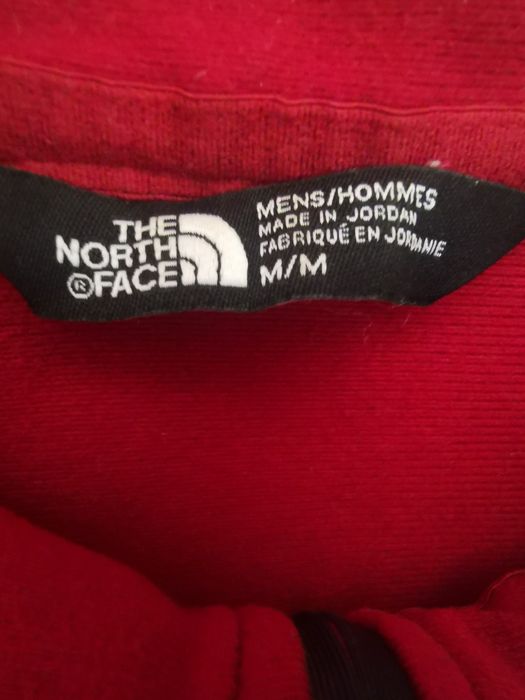 THE
NORTH
®FACE
MENS/HOMMES
MADE IN JORDAN
FABRIQUÉ EN JORDANIE
M/M